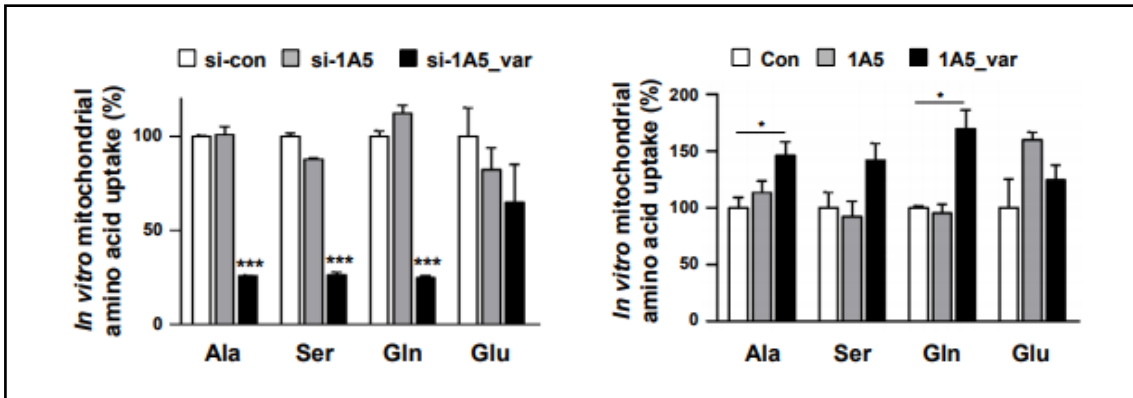 si-con si-1A5 si-1A5_var
In vitro mitochondrial
amino acid uptake (%)
100
50
0
***
***
***
Ala Ser Gln Glu
Con 1A5 1A5_var
In vitro mitochondrial
amino acid uptake (%)
200
150
100
50
0
*
*
Ala Ser Gln Glu